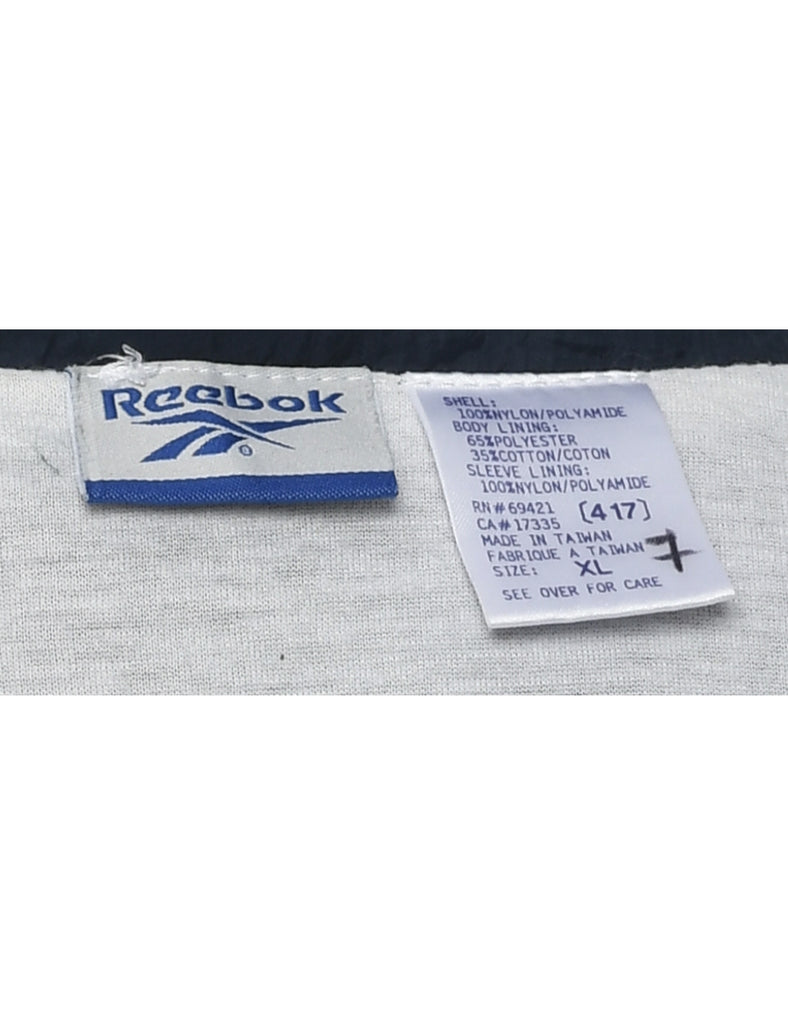 Reebok
®
SHELL:
100%NYLON/POLYAMIDE
BODY LINING:
65%POLYESTER
35%COTTON/COTON
SLEEVE LINING:
100%NYLON/POLYAMIDE
RN#69421 [417]
CA#17335
MADE IN TAIWAN
FABRIQUE A TAIWAN 7
SIZE: XL
SEE OVER FOR CARE